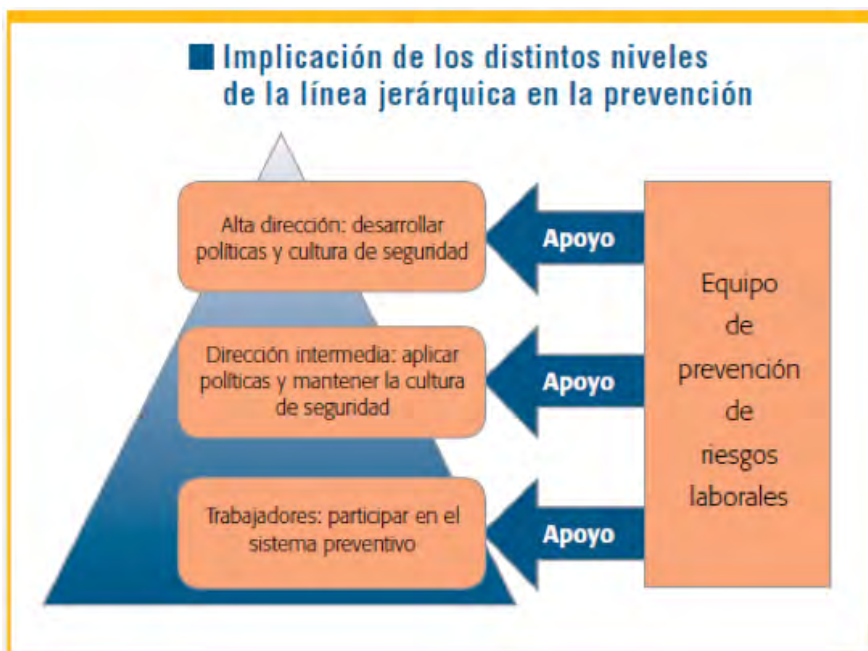 Implicación de los distintos niveles
de la línea jerárquica en la prevención
Alta dirección: desarrollar
políticas y cultura de seguridad
Apoyo
Dirección intermedia: aplicar
políticas y mantener la cultura
de seguridad
Apoyo
Trabajadores: participar en el
sistema preventivo
Apoyo
Equipo
de
prevención
de
riesgos
laborales